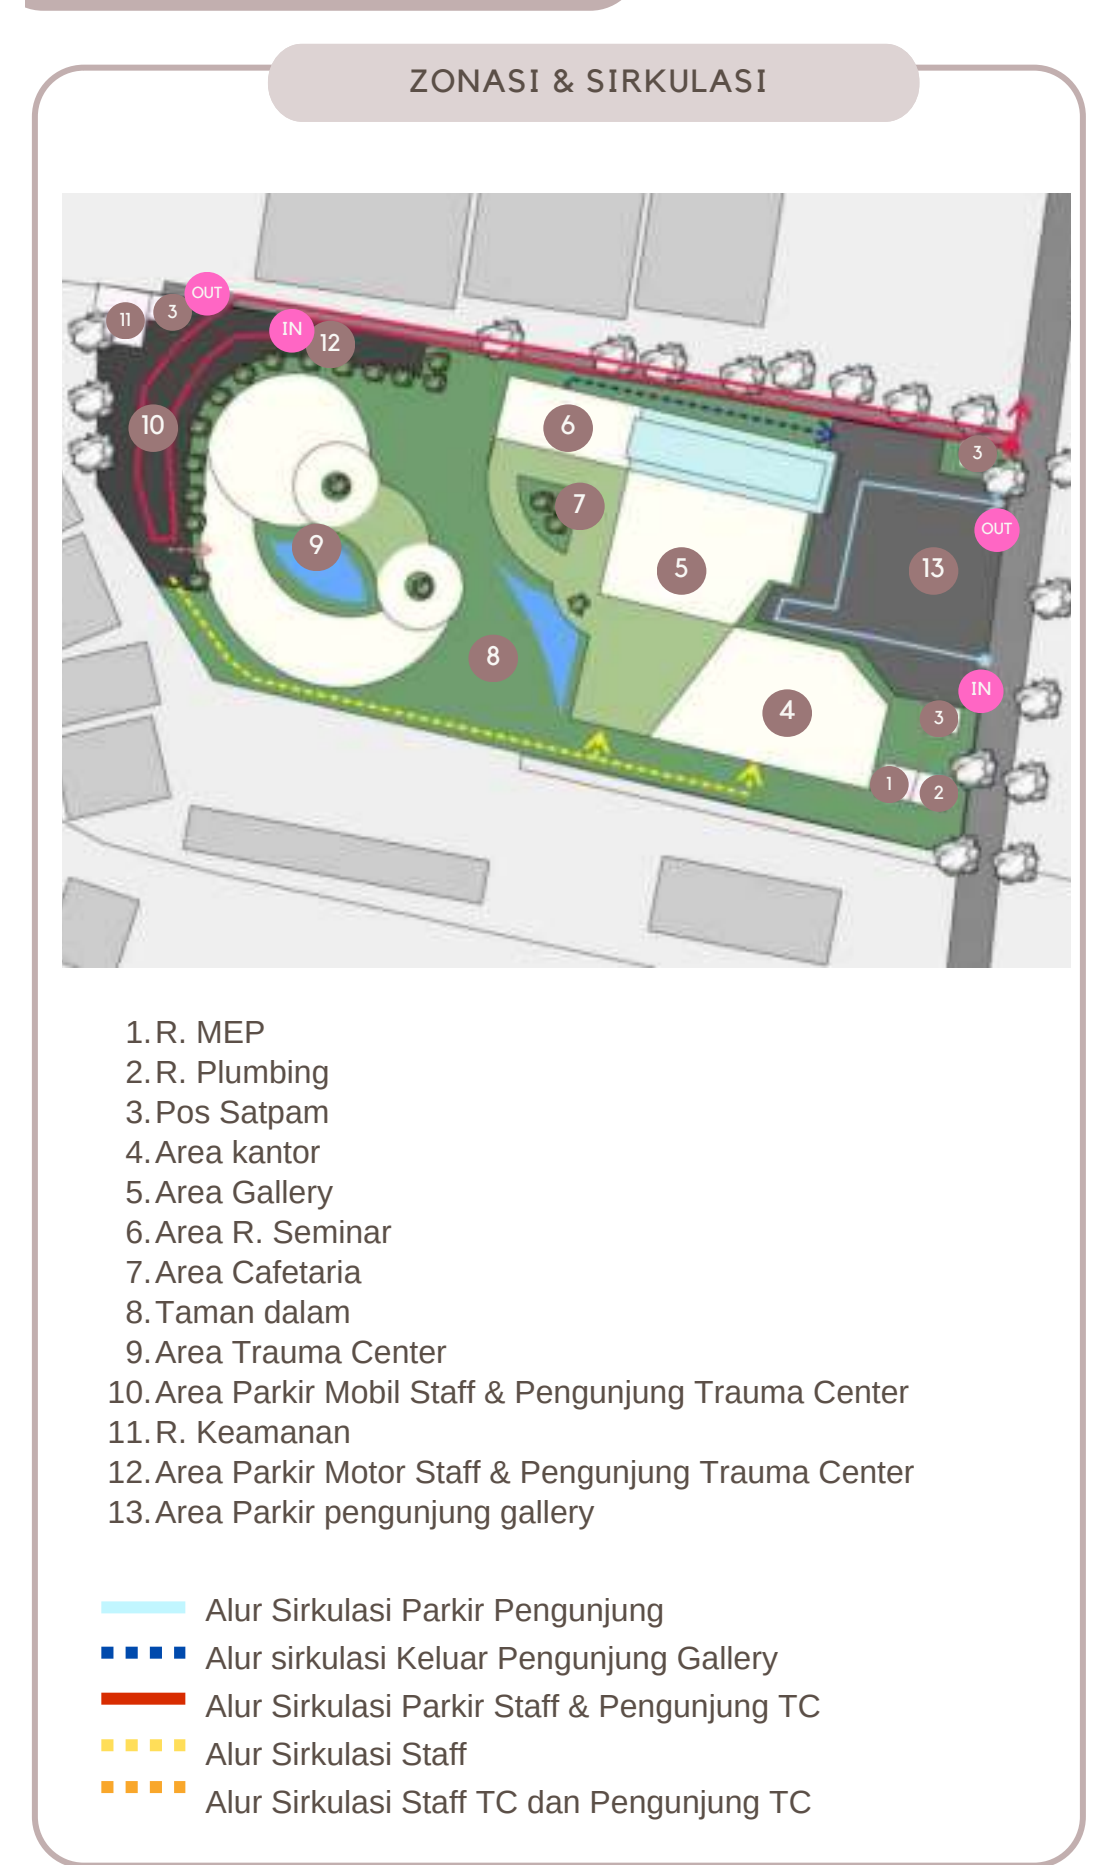 ZONASI & SIRKULASI
OUT
11
3
IN
12
10
6
7
3
OUT
9
5
13
8
IN
4
3
1
2
1. R. MEP
2. R. Plumbing
3. Pos Satpam
4. Area kantor
5. Area Gallery
6. Area R. Seminar
7. Area Cafetaria
8. Taman dalam
9. Area Trauma Center
10. Area Parkir Mobil Staff & Pengunjung Trauma Center
11. R. Keamanan
12. Area Parkir Motor Staff & Pengunjung Trauma Center
13. Area Parkir pengunjung gallery
Alur Sirkulasi Parkir Pengunjung
Alur sirkulasi Keluar Pengunjung Gallery
Alur Sirkulasi Parkir Staff & Pengunjung TC
Alur Sirkulasi Staff
Alur Sirkulasi Staff TC dan Pengunjung TC